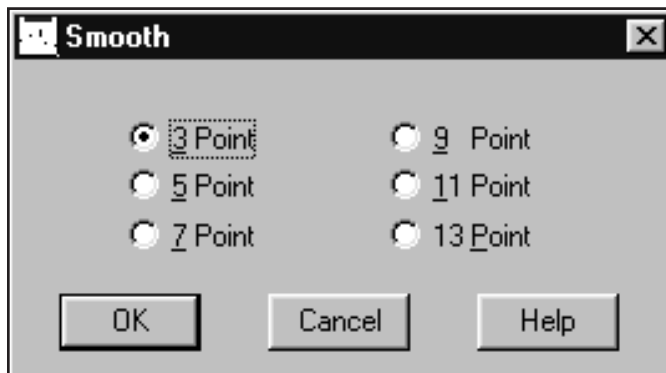 Smooth
3 Point 9 Point
5 Point 11 Point
7 Point 13 Point
OK Cancel Help